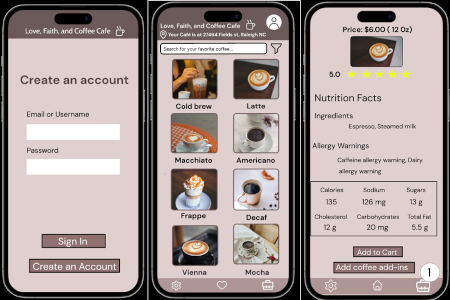 Love, Faith, and Coffee Cafe
Create an account
Email or Username
Password
Sign In
Create an Account
Love, Faith, and Coffee Cafe
Your Café is at 27464 Fields st, Raleigh NC
Search for your favorite coffee...
Cold brew
Latte
Macchiato
Americano
Frappe
Decaf
Vienna
Mocha
Price: $6.00 ( 12 Oz)
5.0
Nutrition Facts
Ingredients
Espresso, Steamed milk
Allergy Warnings
Caffeine allergy warning, Dairy
allergy warning
Calories Sodium Sugars
135 126 mg 13 g
Cholesterol Carbohydrates Total Fat
12 g 20 mg 5.5 g
Add to Cart
Add coffee add-ins
1